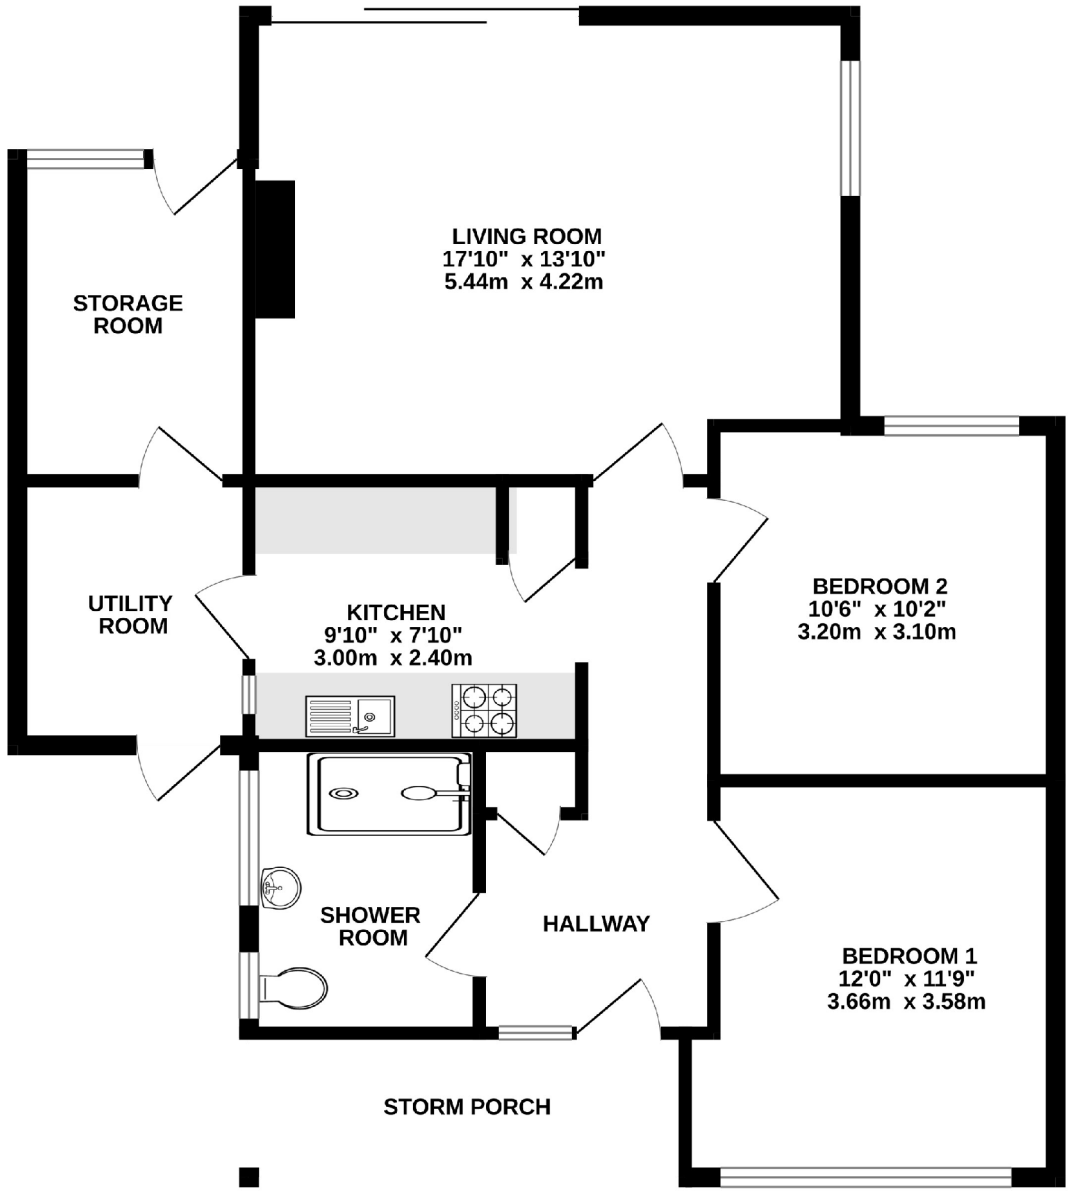 LIVING ROOM
17'10" x 13'10"
5.44m x 4.22m
STORAGE
ROOM
BEDROOM 2
10'6" x 10'2"
3.20m x 3.10m
UTILITY
ROOM
KITCHEN
9'10" x 7'10"
3.00m x 2.40m
SHOWER
ROOM
HALLWAY
BEDROOM 1
12'0" x 11'9"
3.66m x 3.58m
STORM PORCH